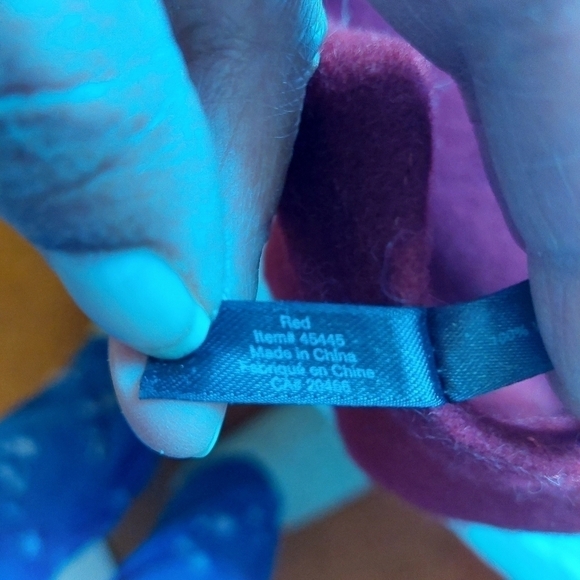 Red
Item# 45445
Made in China
Fabriqué en Chine
CA# 20456